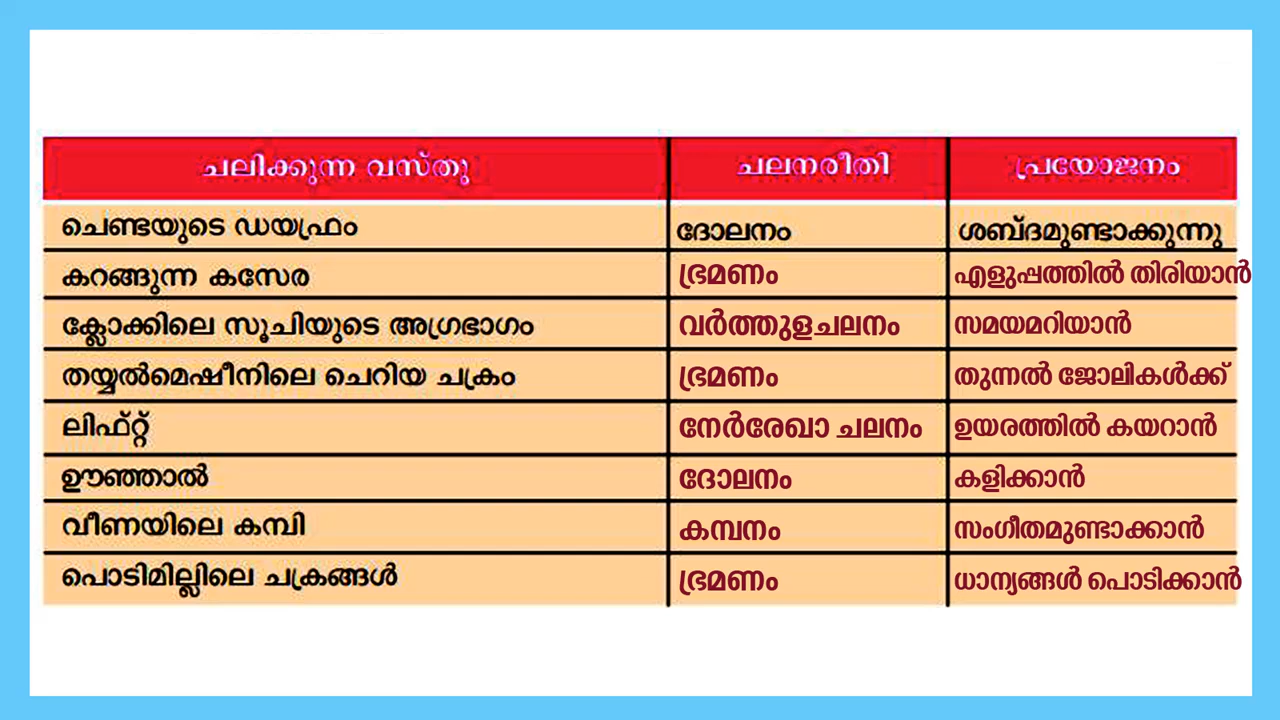 ചലിക്കുന്ന വസ്തു ചലനരീതി പ്രയോജനം
ചെണ്ടയുടെ ഡയഫ്രം ദോലനം ശബ്ദമുണ്ടാക്കുന്നു
കറങ്ങുന്ന കസേര ഭ്രമണം എളുപ്പത്തിൽ തിരിയാൻ
ക്ലോക്കിലെ സൂചിയുടെ അഗ്രഭാഗം വർത്തുളചലനം സമയമറിയാൻ
തയ്യൽമെഷീനിലെ ചെറിയ ചക്രം ഭ്രമണം തുന്നൽ ജോലികൾക്ക്
ലിഫ്റ്റ് നേർരേഖാ ചലനം ഉയരത്തിൽ കയറാൻ
ഊഞ്ഞാൽ ദോലനം കളിക്കാൻ
വീണയിലെ കമ്പി കമ്പനം സംഗീതമുണ്ടാക്കാൻ
പൊടിമില്ലിലെ ചക്രങ്ങൾ ഭ്രമണം ധാന്യങ്ങൾ പൊടിക്കാൻ